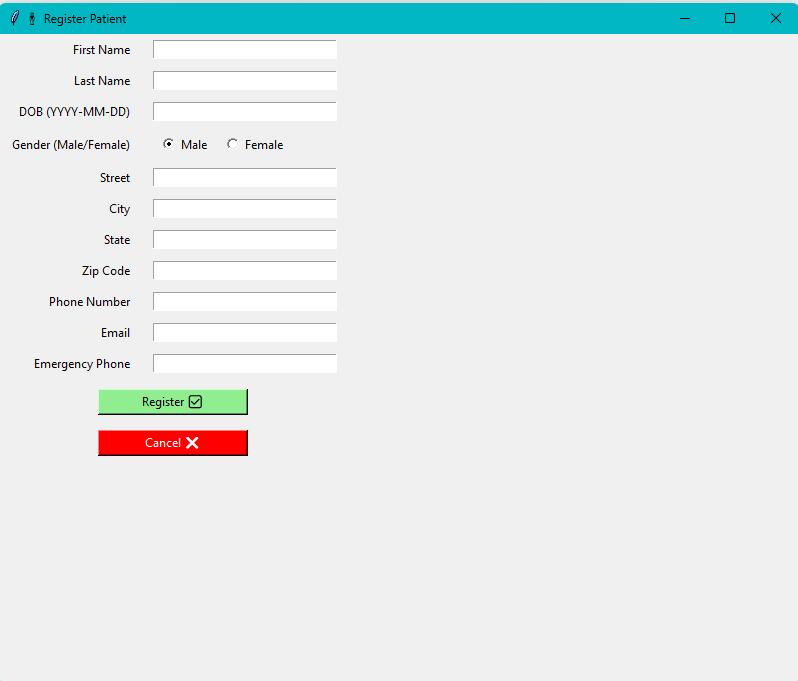 Register Patient
First Name
Last Name
DOB (YYYY-MM-DD)
Gender (Male/Female) Male Female
Street
City
State
Zip Code
Phone Number
Email
Emergency Phone
Register
Cancel